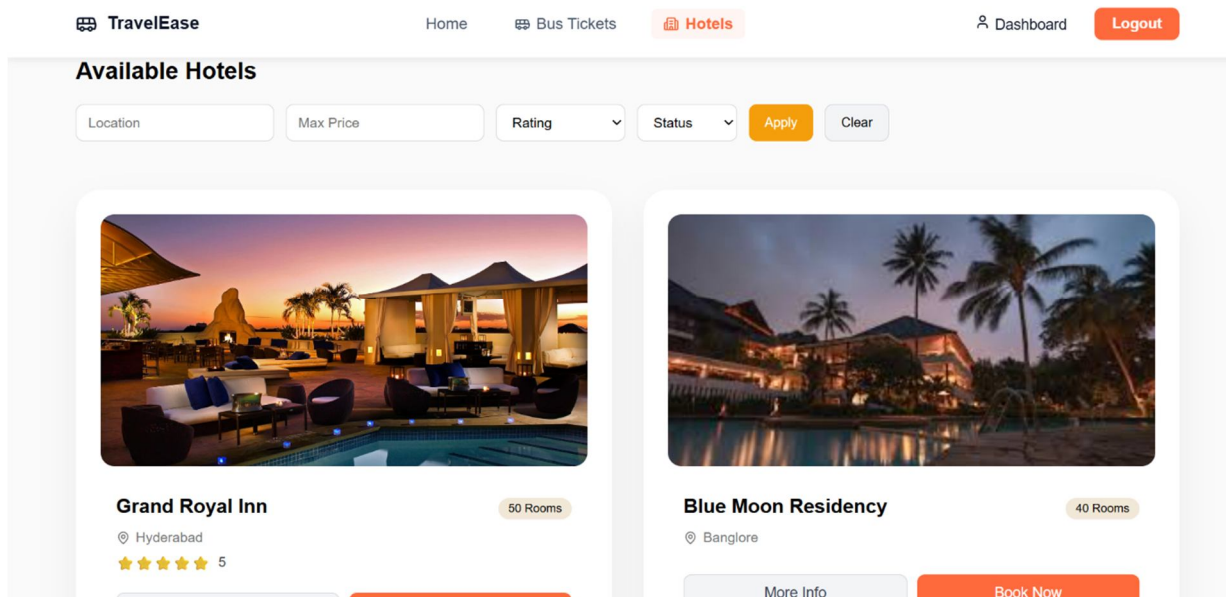 TravelEase Home Bus Tickets Hotels Dashboard Logout
Available Hotels
Location Max Price Rating Status Apply Clear
Grand Royal Inn 50 Rooms
Hyderabad
5
Blue Moon Residency 40 Rooms
Banglore
More Info Book Now